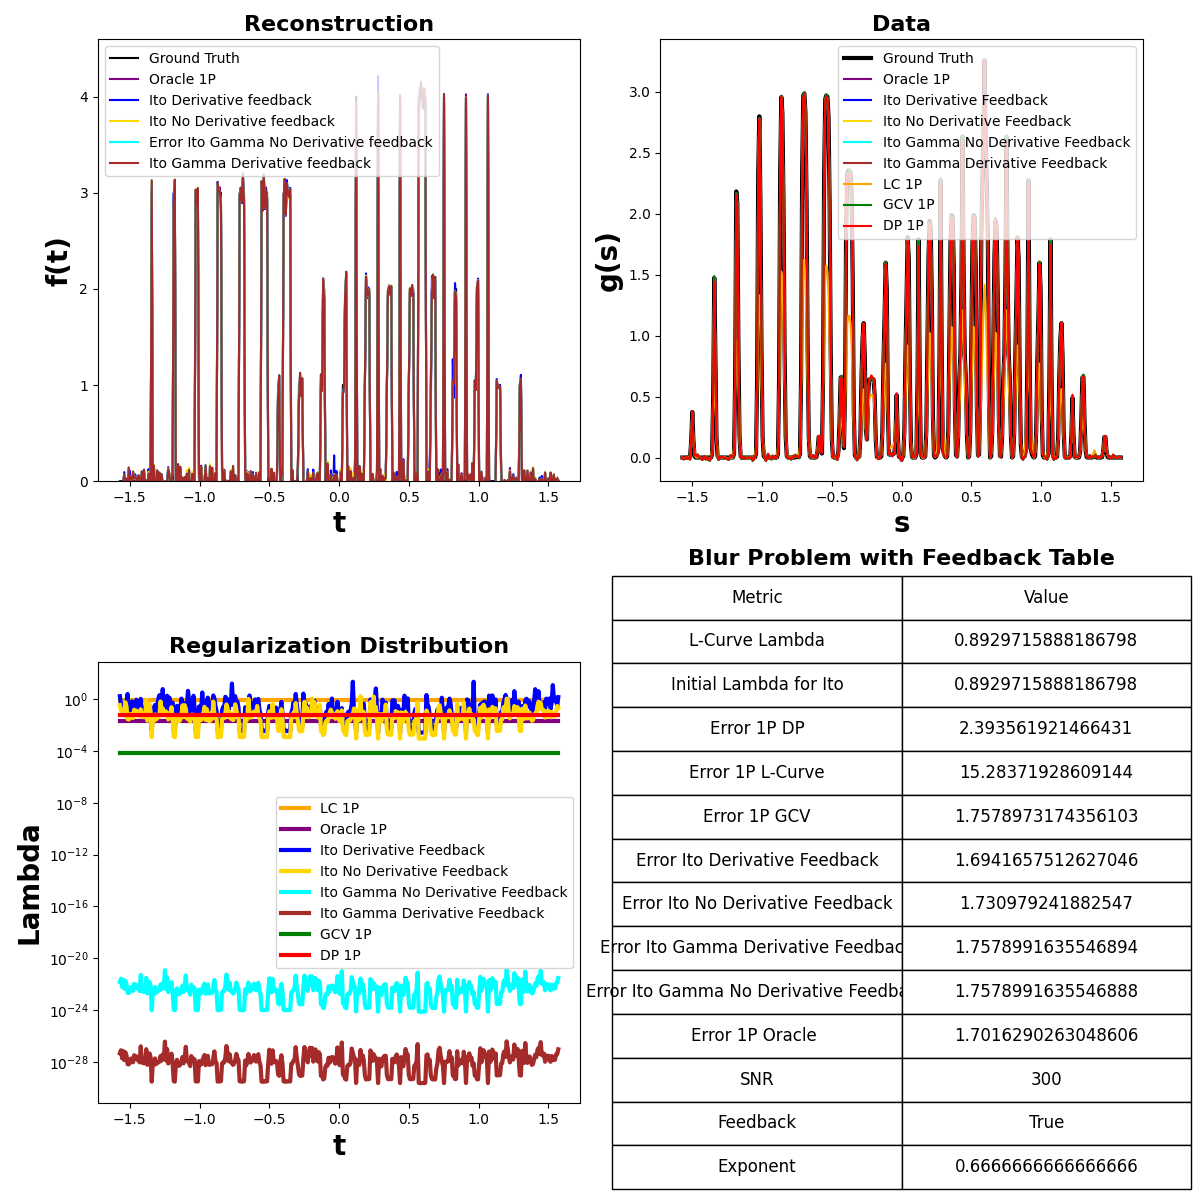 Reconstruction
Ground Truth
Oracle 1P
Ito Derivative feedback
Ito No Derivative feedback
Error Ito Gamma No Derivative feedback
Ito Gamma Derivative feedback
f(t)
4
3
2
1
0
−1.5 −1.0 −0.5 0.0 0.5 1.0 1.5
t
Data
Ground Truth
Oracle 1P
Ito Derivative Feedback
Ito No Derivative Feedback
Ito Gamma No Derivative Feedback
Ito Gamma Derivative Feedback
LC 1P
GCV 1P
DP 1P
g(s)
3.0
2.5
2.0
1.5
1.0
0.5
0.0
−1.5 −1.0 −0.5 0.0 0.5 1.0 1.5
s
Regularization Distribution
Lambda
10⁰
10⁻⁴
10⁻⁸
10⁻¹²
10⁻¹⁶
10⁻²⁰
10⁻²⁴
10⁻²⁸
LC 1P
Oracle 1P
Ito Derivative Feedback
Ito No Derivative Feedback
Ito Gamma No Derivative Feedback
Ito Gamma Derivative Feedback
GCV 1P
DP 1P
−1.5 −1.0 −0.5 0.0 0.5 1.0 1.5
t
Blur Problem with Feedback Table
Metric Value
L-Curve Lambda 0.8929715888186798
Initial Lambda for Ito 0.8929715888186798
Error 1P DP 2.393561921466431
Error 1P L-Curve 15.28371928609144
Error 1P GCV 1.7578973174356103
Error Ito Derivative Feedback 1.6941657512627046
Error Ito No Derivative Feedback 1.730979241882547
Error Ito Gamma Derivative Feedbac 1.7578991635546894
Error Ito Gamma No Derivative Feedba 1.7578991635546888
Error 1P Oracle 1.7016290263048606
SNR 300
Feedback True
Exponent 0.6666666666666666